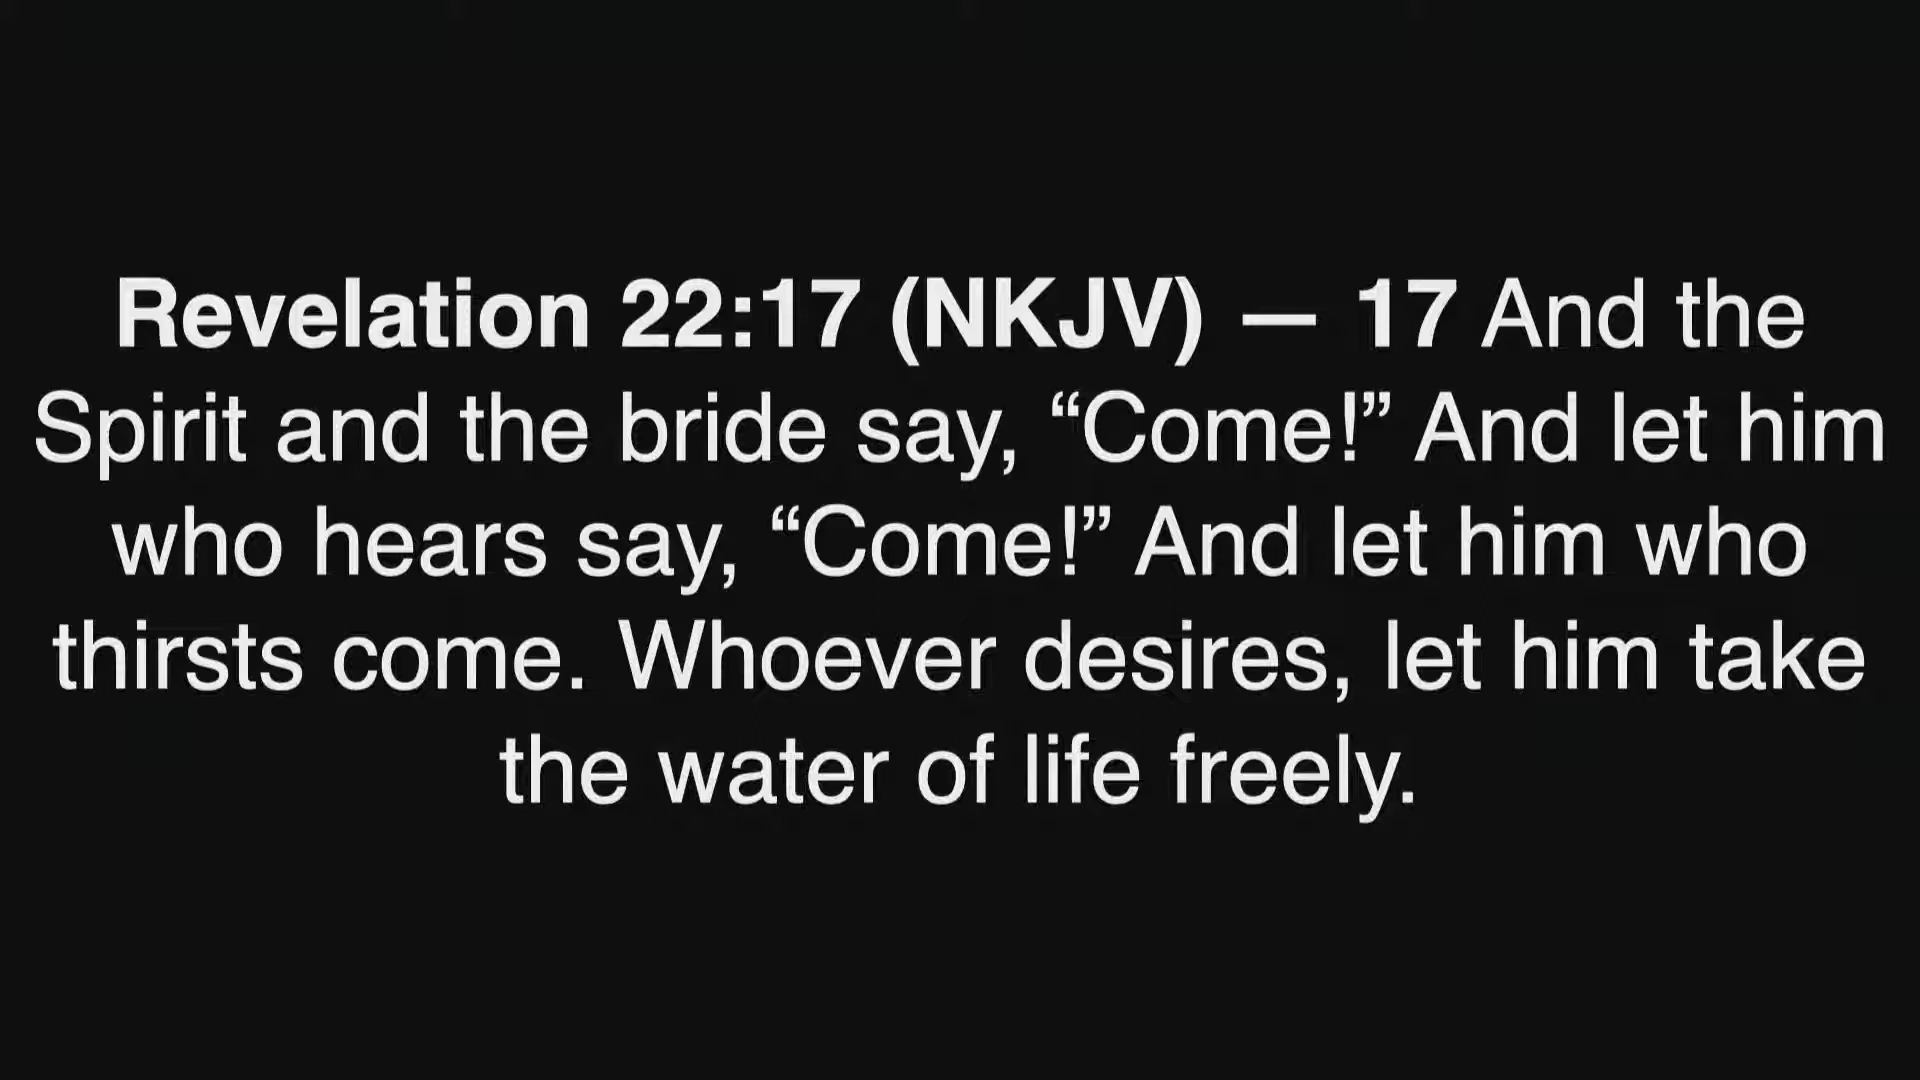 Revelation 22:17 (NKJV) — 17 And the
Spirit and the bride say, “Come!” And let him
who hears say, “Come!” And let him who
thirsts come. Whoever desires, let him take
the water of life freely.